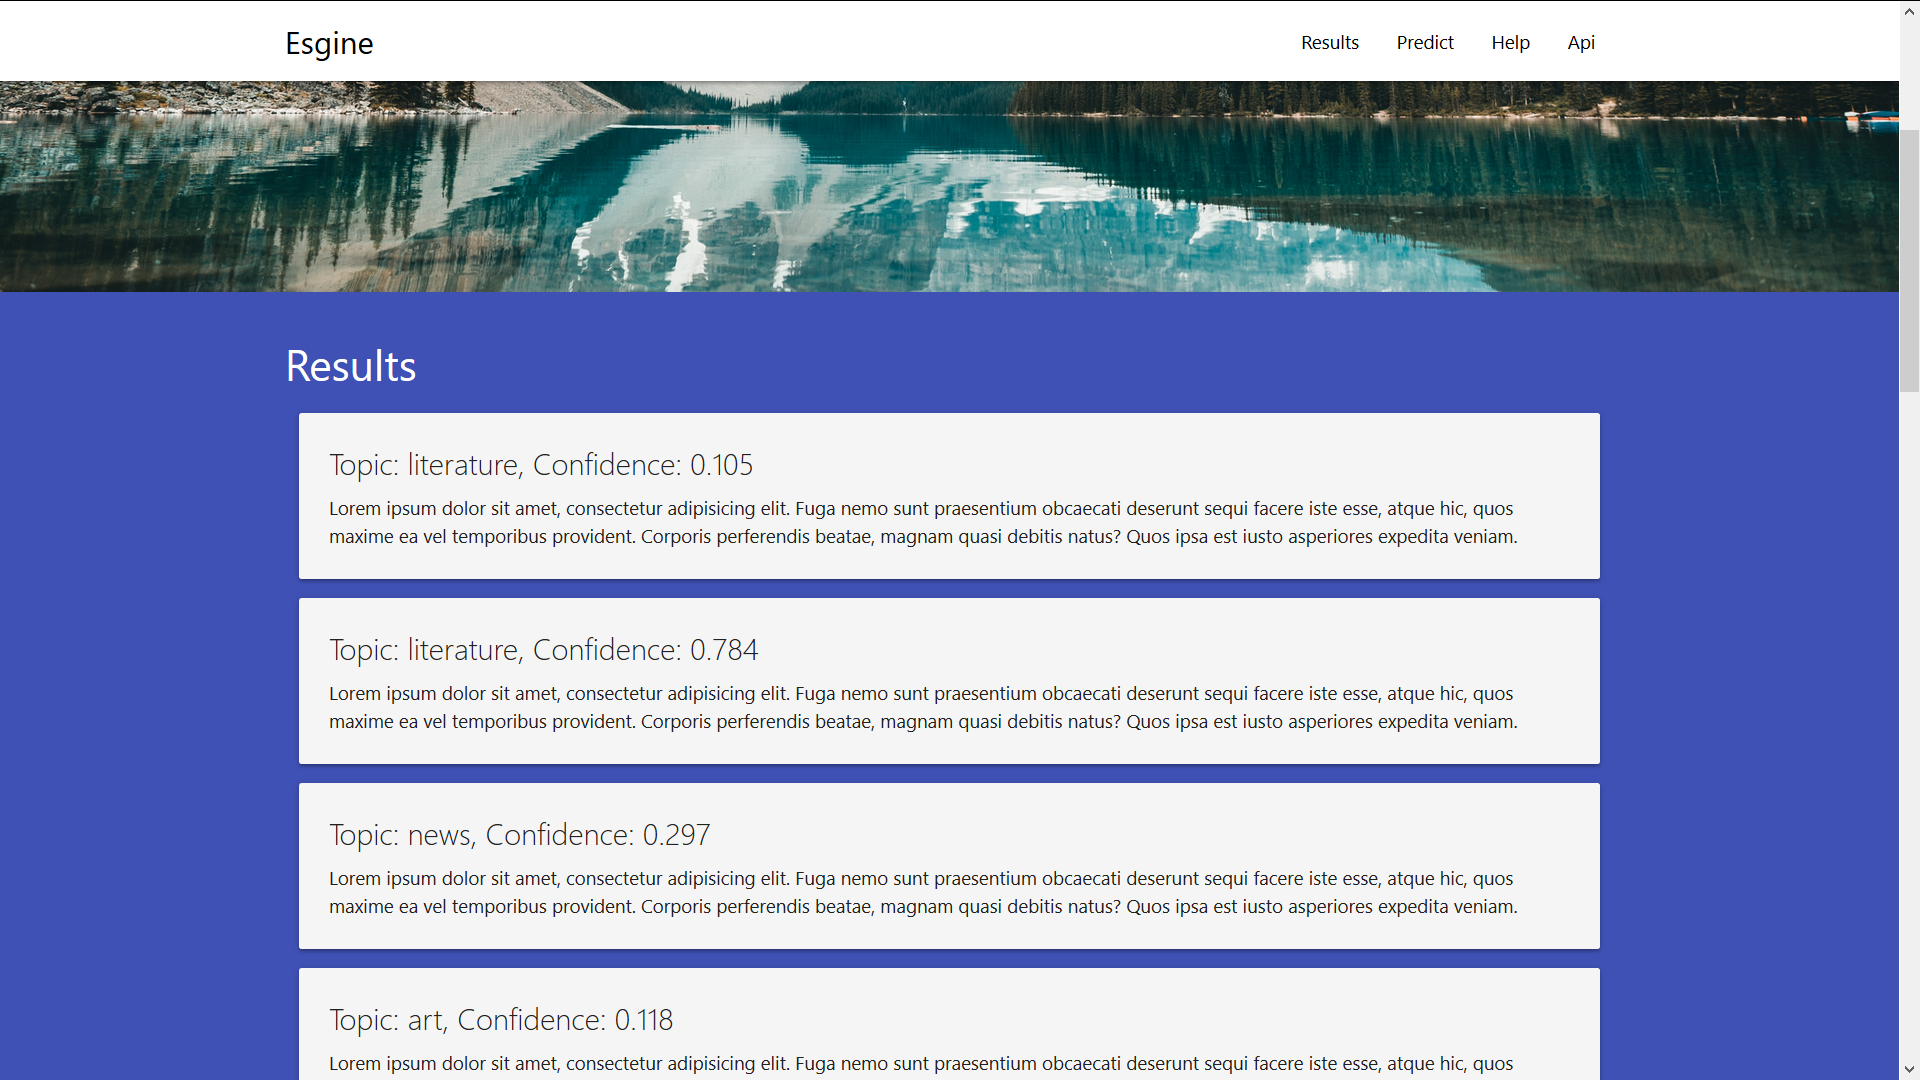 Esgine
Results Predict Help Api
Results
Topic: literature, Confidence: 0.105
Lorem ipsum dolor sit amet, consectetur adipisicing elit. Fuga nemo sunt praesentium obcaecati deserunt sequi facere iste esse, atque hic, quos
maxime ea vel temporibus provident. Corporis perferendis beatae, magnam quasi debitis natus? Quos ipsa est iusto asperiores expedita veniam.
Topic: literature, Confidence: 0.784
Lorem ipsum dolor sit amet, consectetur adipisicing elit. Fuga nemo sunt praesentium obcaecati deserunt sequi facere iste esse, atque hic, quos
maxime ea vel temporibus provident. Corporis perferendis beatae, magnam quasi debitis natus? Quos ipsa est iusto asperiores expedita veniam.
Topic: news, Confidence: 0.297
Lorem ipsum dolor sit amet, consectetur adipisicing elit. Fuga nemo sunt praesentium obcaecati deserunt sequi facere iste esse, atque hic, quos
maxime ea vel temporibus provident. Corporis perferendis beatae, magnam quasi debitis natus? Quos ipsa est iusto asperiores expedita veniam.
Topic: art, Confidence: 0.118
Lorem ipsum dolor sit amet, consectetur adipisicing elit. Fuga nemo sunt praesentium obcaecati deserunt sequi facere iste esse, atque hic, quos